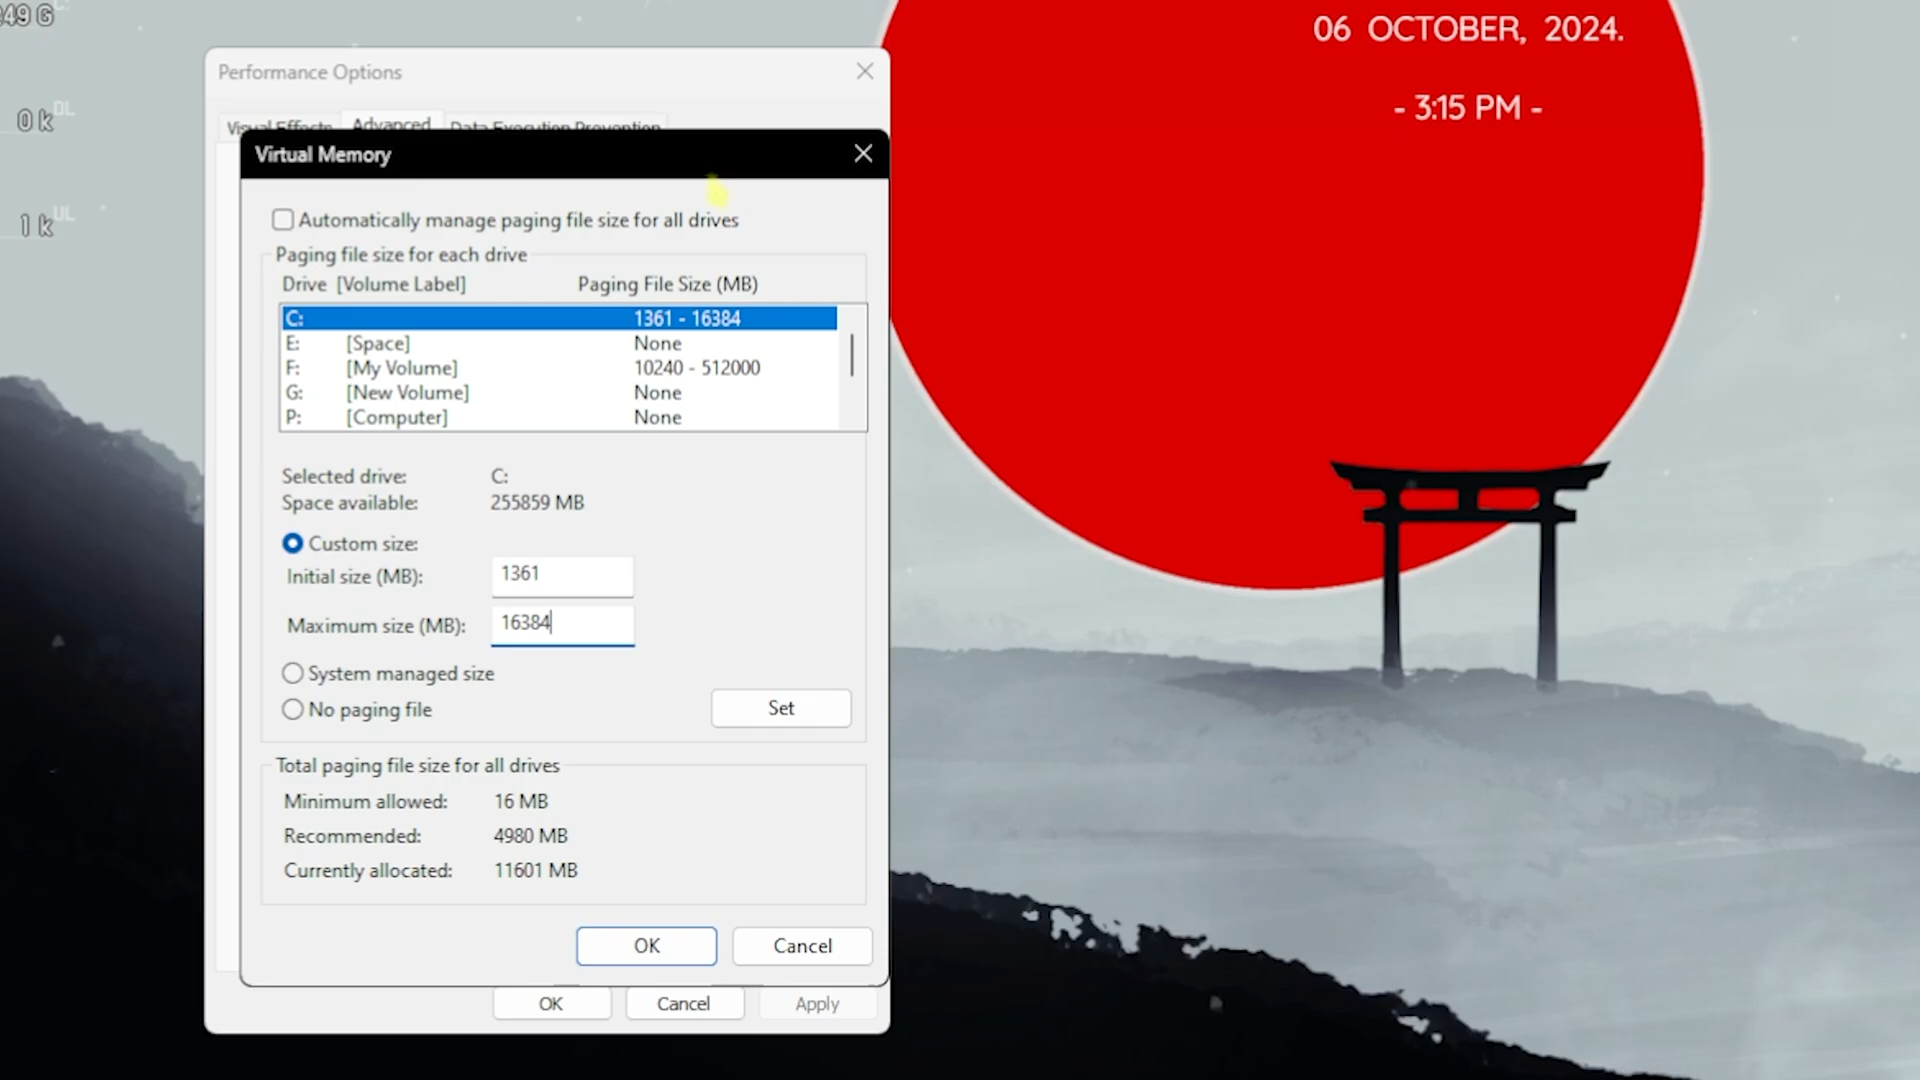 249 G
06 OCTOBER, 2024.
- 3:15 PM -
DL
0 k
UL
1 k
Performance Options
Visual Effects Advanced Data Execution Prevention
Virtual Memory
Automatically manage paging file size for all drives
Paging file size for each drive
Drive [Volume Label] Paging File Size (MB)
C: 1361 - 16384
E: [Space] None
F: [My Volume] 10240 - 512000
G: [New Volume] None
P: [Computer] None
Selected drive: C:
Space available: 255859 MB
Custom size:
Initial size (MB): 1361
Maximum size (MB): 16384
System managed size
No paging file
Set
Total paging file size for all drives
Minimum allowed: 16 MB
Recommended: 4980 MB
Currently allocated: 11601 MB
OK Cancel
OK Cancel Apply